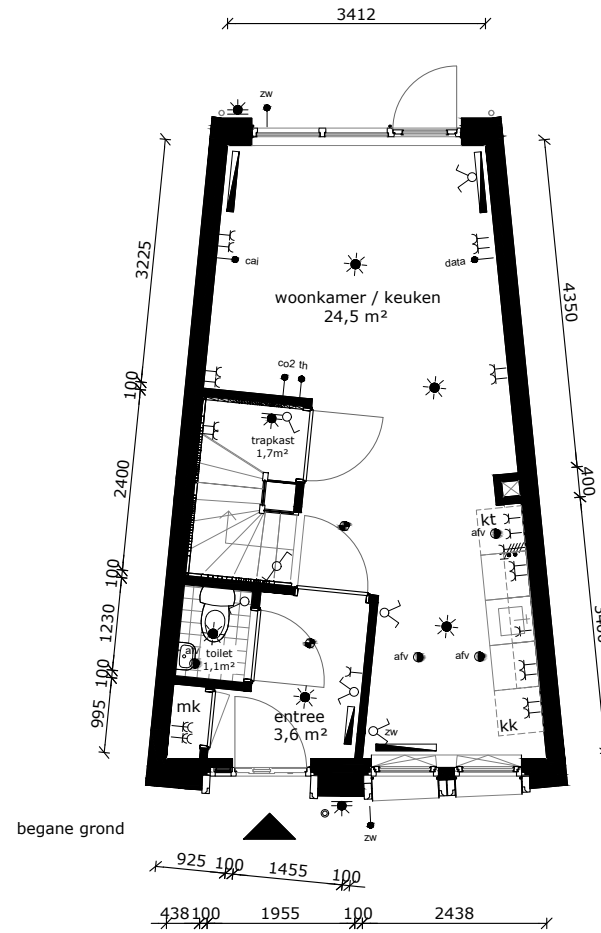 3412
zw
3225
cai
data
4350
woonkamer / keuken
24,5 m²
co2 th
100
trapkast
1,7m²
2400
400
kt
afv
100
1230
toilet
afv
1,1m²
afv
afv
100
995
mk
entree
3,6 m²
kk
zw
begane grond
zw
925
100
1455
100
438
100
1955
100
2438